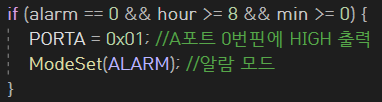 if (alarm == 0 && hour >= 8 && min >= 0) {
PORTA = 0x01; //A포트 0번핀에 HIGH 출력
ModeSet(ALARM); //알람 모드
}